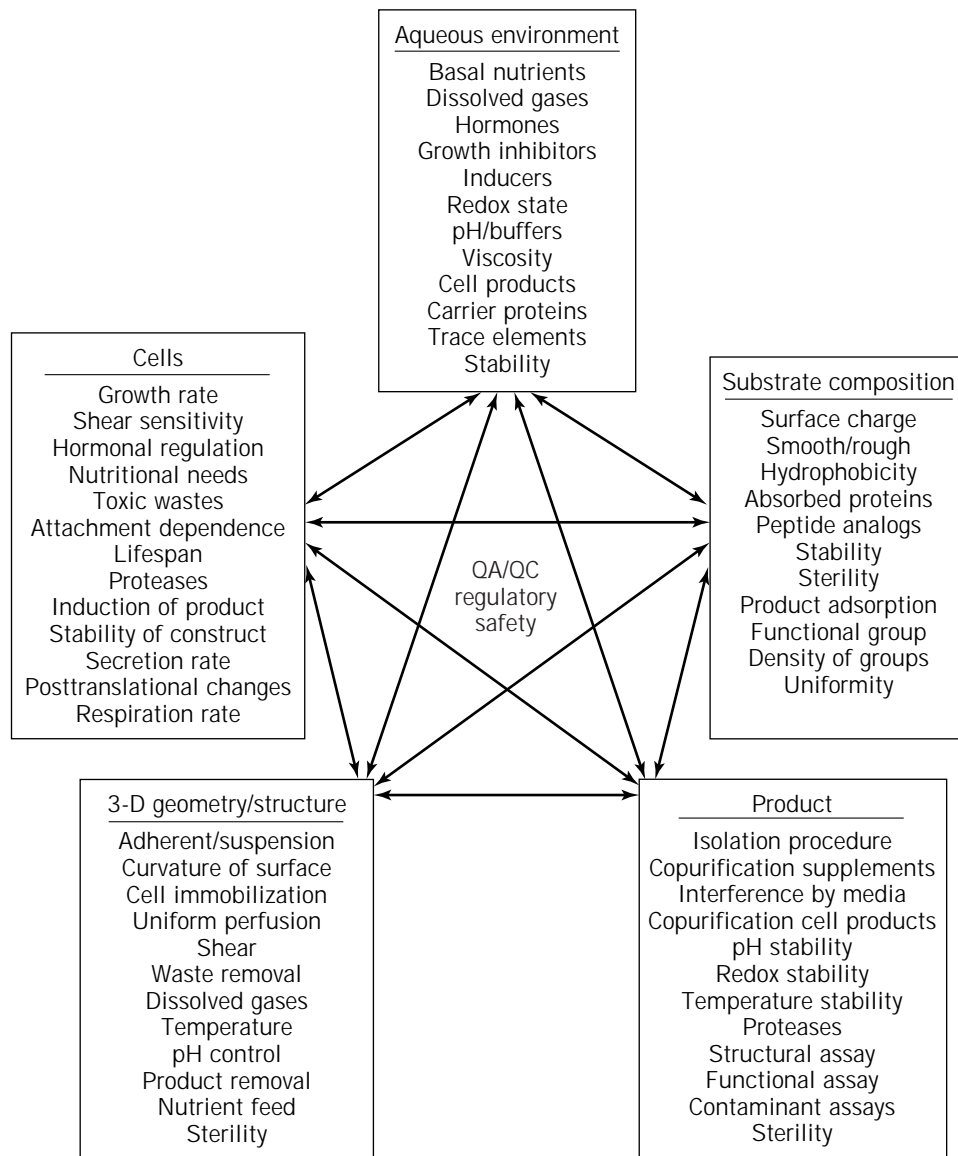 Aqueous environment
Basal nutrients
Dissolved gases
Hormones
Growth inhibitors
Inducers
Redox state
pH/buffers
Viscosity
Cell products
Carrier proteins
Trace elements
Stability
Cells
Growth rate
Shear sensitivity
Hormonal regulation
Nutritional needs
Toxic wastes
Attachment dependence
Lifespan
Proteases
Induction of product
Stability of construct
Secretion rate
Posttranslational changes
Respiration rate
Substrate composition
Surface charge
Smooth/rough
Hydrophobicity
Absorbed proteins
Peptide analogs
Stability
Sterility
Product adsorption
Functional group
Density of groups
Uniformity
QA/QC
regulatory
safety
3-D geometry/structure
Adherent/suspension
Curvature of surface
Cell immobilization
Uniform perfusion
Shear
Waste removal
Dissolved gases
Temperature
pH control
Product removal
Nutrient feed
Sterility
Product
Isolation procedure
Copurification supplements
Interference by media
Copurification cell products
pH stability
Redox stability
Temperature stability
Proteases
Structural assay
Functional assay
Contaminant assays
Sterility